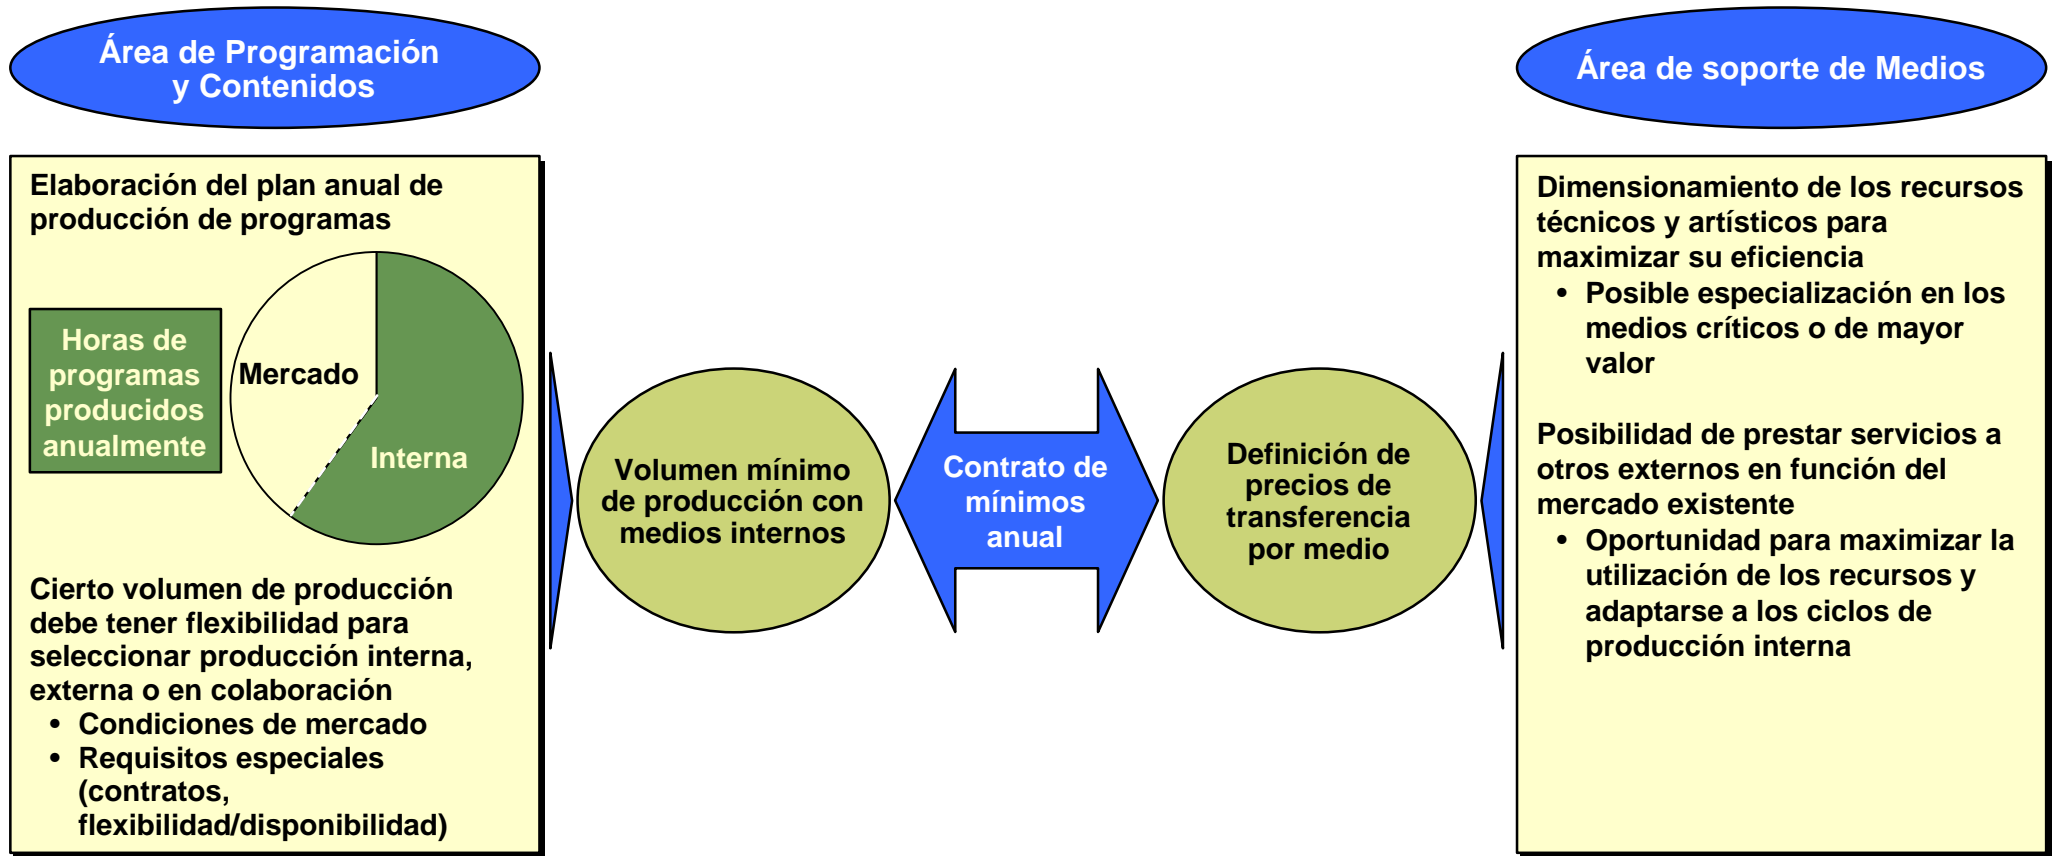 Área de Programación
y Contenidos
Elaboración del plan anual de
producción de programas
Horas de
programas
producidos
anualmente
Mercado
Interna
Cierto volumen de producción
debe tener flexibilidad para
seleccionar producción interna,
externa o en colaboración
• Condiciones de mercado
• Requisitos especiales
(contratos,
flexibilidad/disponibilidad)
Volumen mínimo
de producción con
medios internos
Contrato de
mínimos
anual
Definición de
precios de
transferencia
por medio
Área de soporte de Medios
Dimensionamiento de los recursos
técnicos y artísticos para
maximizar su eficiencia
• Posible especialización en los
medios críticos o de mayor
valor
Posibilidad de prestar servicios a
otros externos en función del
mercado existente
• Oportunidad para maximizar la
utilización de los recursos y
adaptarse a los ciclos de
producción interna